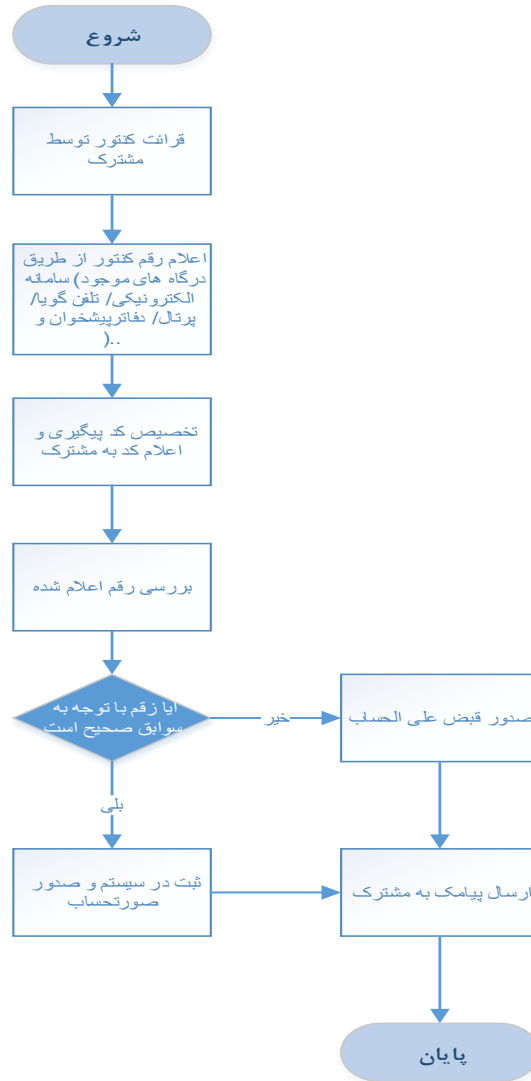 شروع
قرائت کنتور توسط
مشترک
اعلام رقم کنتور از طریق
درگاه های موجود) سامانه
الکترونیکی/ تلفن گویا/
پرتال/ دفاترپیشخوان و
..(
تخصیص کد پیگیری و
اعلام کد به مشترک
بررسی رقم اعلام شده
ایا زقم با توجه به
سوابق صحیح است
خیر
صدور قبض علی الحساب
بلی
ثبت در سیستم و صدور
صورتحساب
ارسال پیامک به مشترک
پایان